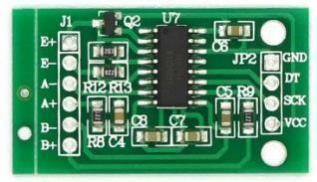 J1
Q2
U7
E+
E-
A-
A+
B-
B+
R12 R13
R8 C4
C8
C7
C5 R9
C6
JP2
GND
DT
SCK
VCC